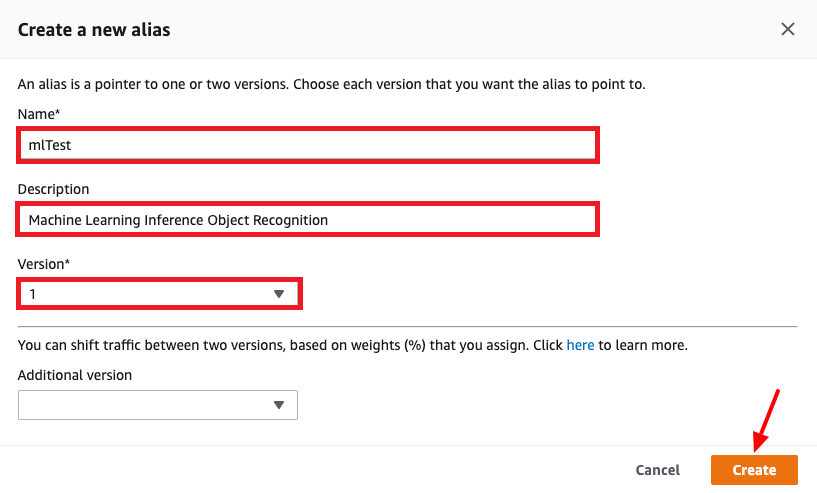 Create a new alias
An alias is a pointer to one or two versions. Choose each version that you want the alias to point to.
Name*
mlTest
Description
Machine Learning Inference Object Recognition
Version*
1
You can shift traffic between two versions, based on weights (%) that you assign. Click here to learn more.
Additional version
Cancel Create